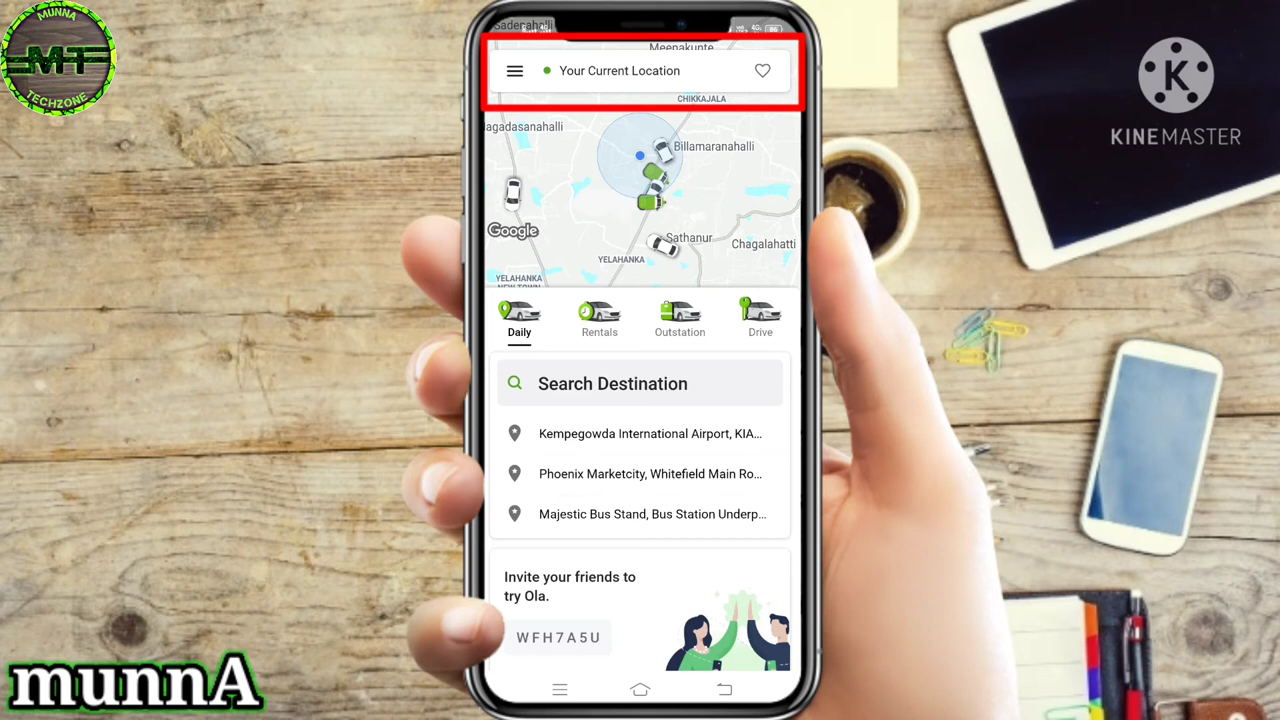 MUNNA
MT
TECHZONE
KINEMASTER
Sadenahalli
Meenakunte
Your Current Location
CHIKKAJALA
agadasanahalli
Billamaranahalli
Google
Sathanur
Chagalahatti
YELAHANKA
YELAHANKA
NEW TOWN
Daily
Rentals
Outstation
Drive
Search Destination
Kempegowda International Airport, KIA...
Phoenix Marketcity, Whitefield Main Ro...
Majestic Bus Stand, Bus Station Underp...
Invite your friends to
try Ola.
WFH7A5U
munnA